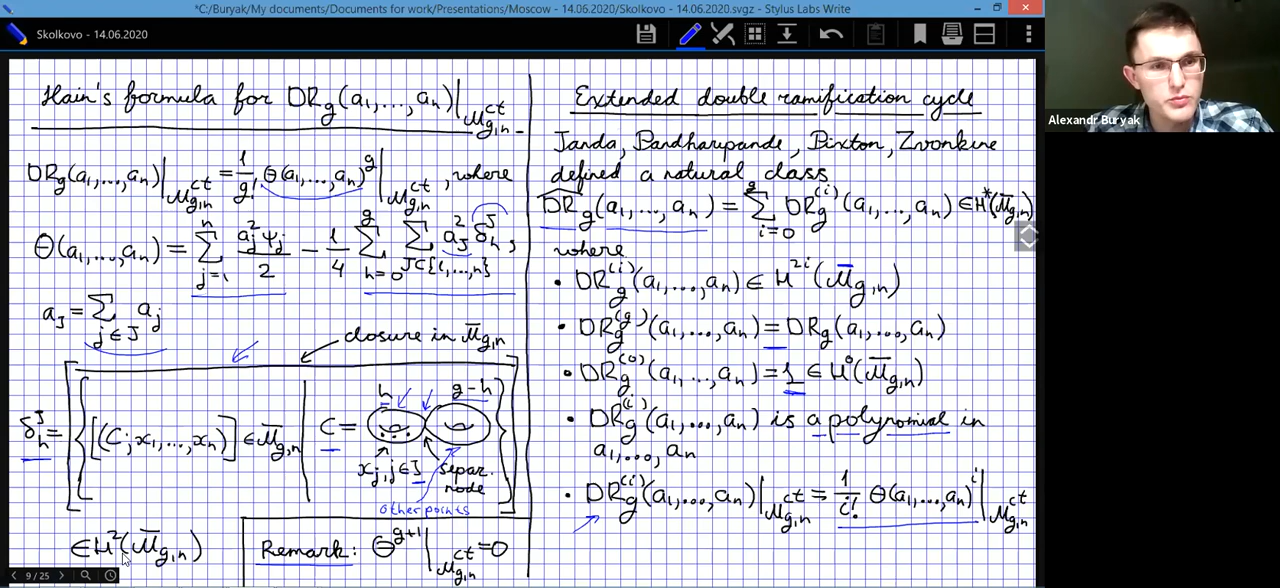 *C:/Buryak/My documents/Documents for work/Presentations/Moscow - 14.06.2020/Skolkovo - 14.06.2020.svgz - Stylus Labs Write
Skolkovo - 14.06.2020
Hain's formula for DR_g(a_1,...,a_n)|_{M^{ct}_{g,n}}
DR_g(a_1,...,a_n)|_{M^{ct}_{g,n}} = 1/g! Θ(a_1,...,a_n)^g|_{M^{ct}_{g,n}}, where
Θ(a_1,...,a_n) = Σ_{j=1}^n a_j^2 ψ_j / 2 - 1/4 Σ_{h=0}^g Σ_{J⊂{1,...,n}} a_J^2 δ_h^J,
a_J = Σ_{j∈J} a_j
closure in M̄_{g,n}
δ_h^J = [{[(C; x_1,...,x_n)] ∈ M̄_{g,n} | C =
h
g-h
x_j, j∈J
separ. node
other points
}]
∈ H^2(M̄_{g,n})
Remark: Θ^{g+1}|_{M^{ct}_{g,n}} = 0
Extended double ramification cycle
Janda, Pandharipande, Pixton, Zvonkine
defined a natural class
D̂R_g(a_1,...,a_n) = Σ_{i=0}^g DR_g^{(i)}(a_1,...,a_n) ∈ H^*(M̄_{g,n})
where
• DR_g^{(i)}(a_1,...,a_n) ∈ H^{2i}(M̄_{g,n})
• DR_g^{(g)}(a_1,...,a_n) = DR_g(a_1,...,a_n)
• DR_g^{(0)}(a_1,...,a_n) = 1 ∈ H^0(M̄_{g,n})
• DR_g^{(i)}(a_1,...,a_n) is a polynomial in
a_1,...,a_n
• DR_g^{(i)}(a_1,...,a_n)|_{M^{ct}_{g,n}} = 1/i! Θ(a_1,...,a_n)^i|_{M^{ct}_{g,n}}
9 / 25
Alexandr Buryak